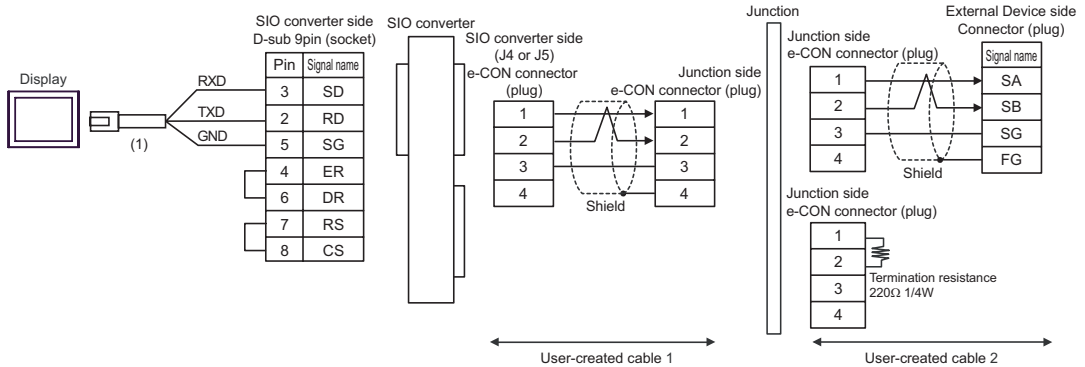 Display
(1)
RXD
TXD
GND
SIO converter side
D-sub 9pin (socket)
Pin Signal name
3 SD
2 RD
5 SG
4 ER
6 DR
7 RS
8 CS
SIO converter
SIO converter side
(J4 or J5)
e-CON connector
(plug)
1
2
3
4
Shield
Junction side
e-CON connector (plug)
1
2
3
4
User-created cable 1
Junction
Junction side
e-CON connector (plug)
1
2
3
4
Shield
External Device side
Connector (plug)
Signal name
SA
SB
SG
FG
Junction side
e-CON connector (plug)
1
2
3
4
Termination resistance
220Ω 1/4W
User-created cable 2